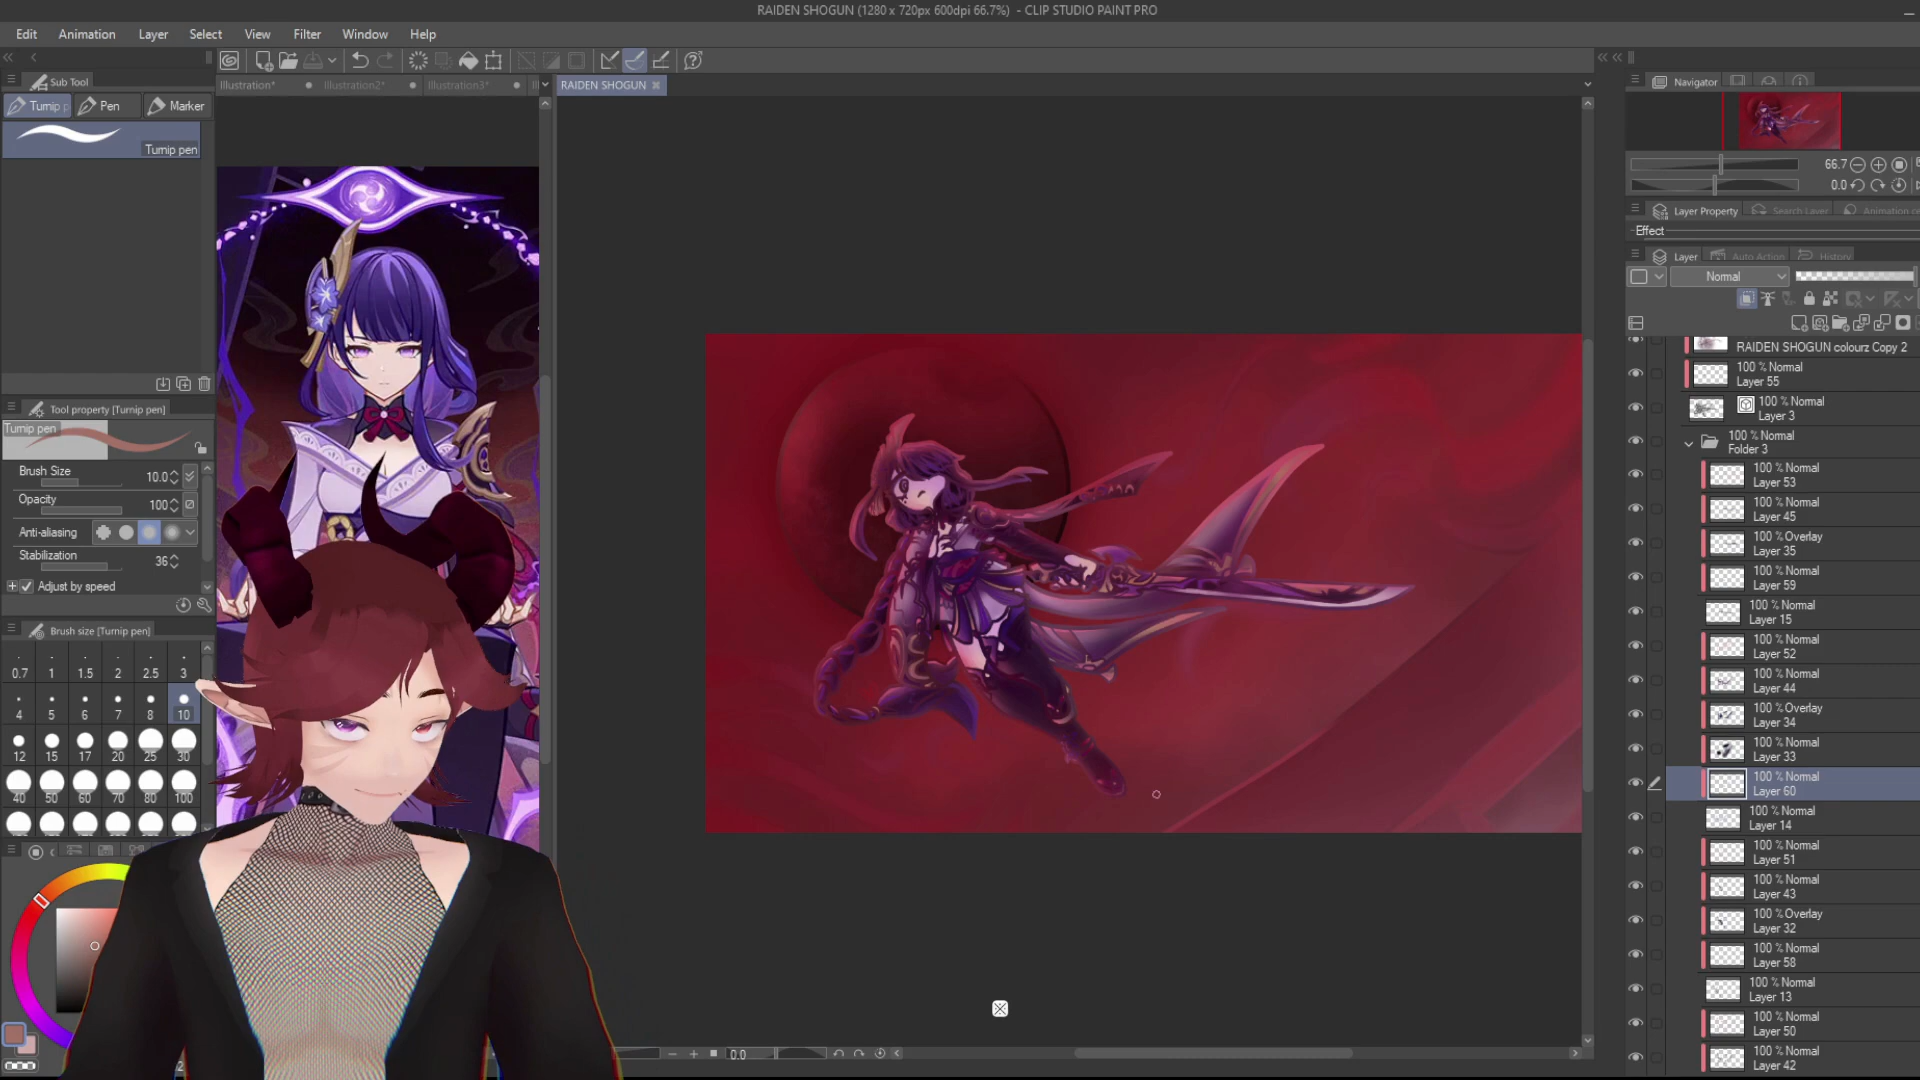 RAIDEN SHOGUN (1280 x 720px 600dpi 66.7%) - CLIP STUDIO PAINT PRO
Edit Animation Layer Select View Filter Window Help
Sub Tool
Illustration* Illustration2* Illustration3* RAIDEN SHOGUN
Turnip p Pen Marker
Turnip pen
Tool property [Turnip pen]
Turnip pen
Brush Size 10.0
Opacity 100
Anti-aliasing
Stabilization 36
Adjust by speed
Brush size [Turnip pen]
0.7 1 1.5 2 3
4 5 6 7 8 10
12 15 17 20 25 30
40 50 60 70 80 100
0.0
Navigator
66.7
0.0
Layer Property Search Layer Animation ce
Effect
Layer Auto Action History
Normal
RAIDEN SHOGUN colourz Copy 2
100 % Normal
Layer 55
100 % Normal
Layer 3
100 % Normal
Folder 3
100 % Normal
Layer 53
100 % Normal
Layer 45
100 % Overlay
Layer 35
100 % Normal
Layer 59
100 % Normal
Layer 15
100 % Normal
Layer 52
100 % Normal
Layer 44
100 % Overlay
Layer 34
100 % Normal
Layer 33
100 % Normal
Layer 60
100 % Normal
Layer 14
100 % Normal
Layer 51
100 % Normal
Layer 43
100 % Overlay
Layer 32
100 % Normal
Layer 58
100 % Normal
Layer 13
100 % Normal
Layer 50
100 % Normal
Layer 42